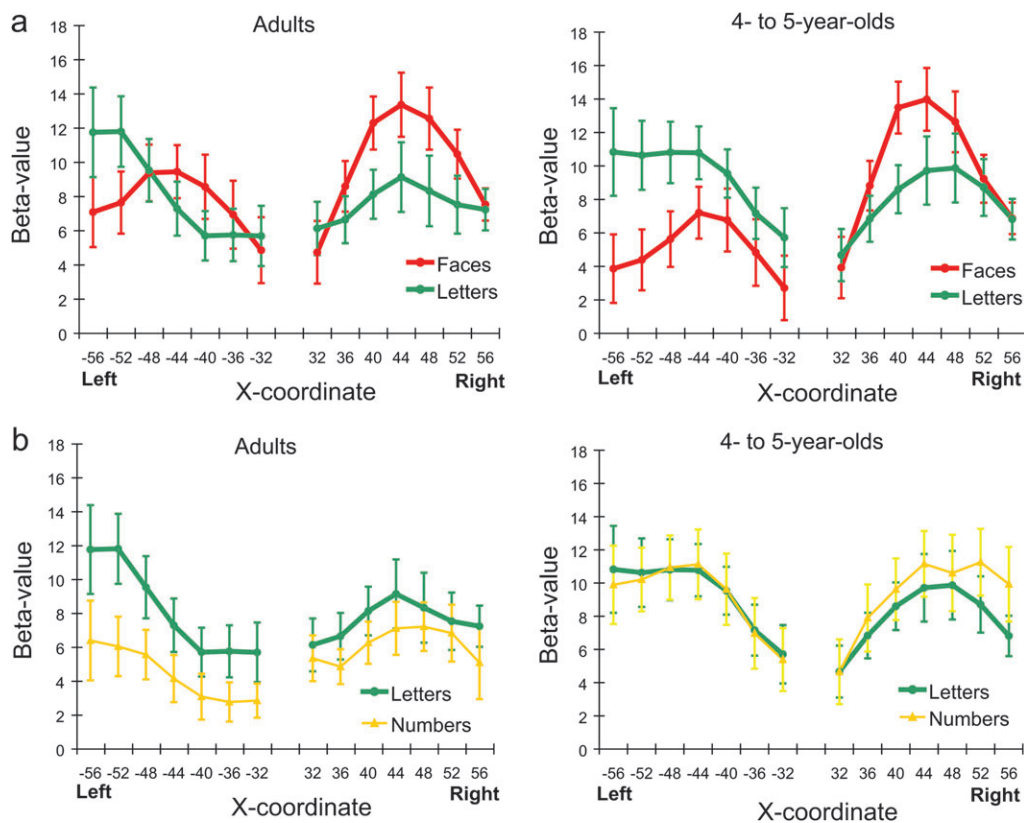 a
Adults
4- to 5-year-olds
18
16
14
12
10
8
6
4
2
0
Beta-value
Faces
Letters
-56 -52 -48 -44 -40 -36 -32 32 36 40 44 48 52 56
Left
Right
X-coordinate
18
16
14
12
10
8
6
4
2
0
Beta-value
Faces
Letters
-56 -52 -48 -44 -40 -36 -32 32 36 40 44 48 52 56
Left
Right
X-coordinate
b
Adults
4- to 5-year-olds
18
16
14
12
10
8
6
4
2
0
Beta-value
Letters
Numbers
-56 -52 -48 -44 -40 -36 -32 32 36 40 44 48 52 56
Left
Right
X-coordinate
18
16
14
12
10
8
6
4
2
0
Beta-value
Letters
Numbers
-56 -52 -48 -44 -40 -36 -32 32 36 40 44 48 52 56
Left
Right
X-coordinate